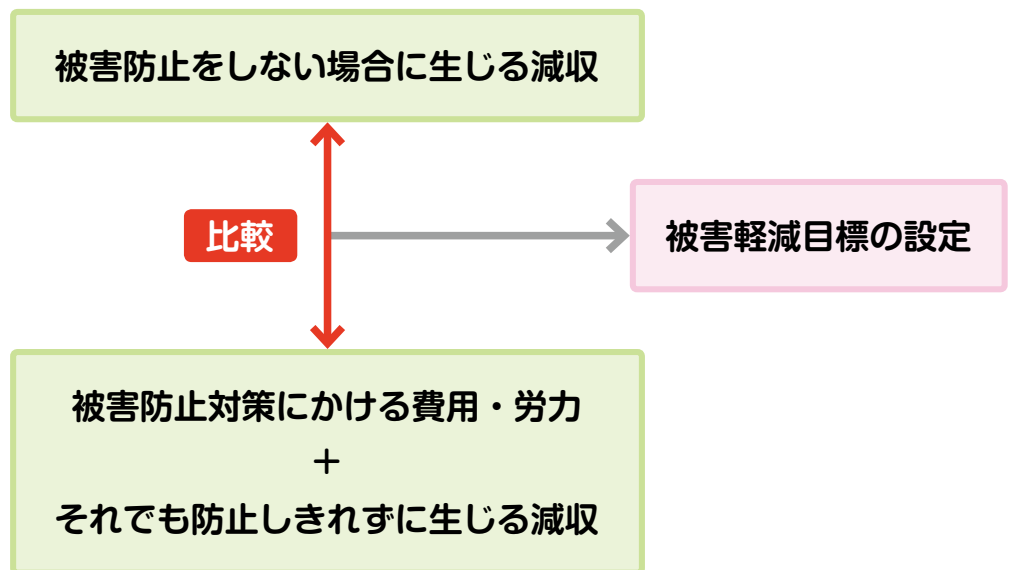 被害防止をしない場合に生じる減収
比較
被害軽減目標の設定
被害防止対策にかける費用・労力
＋
それでも防止しきれずに生じる減収